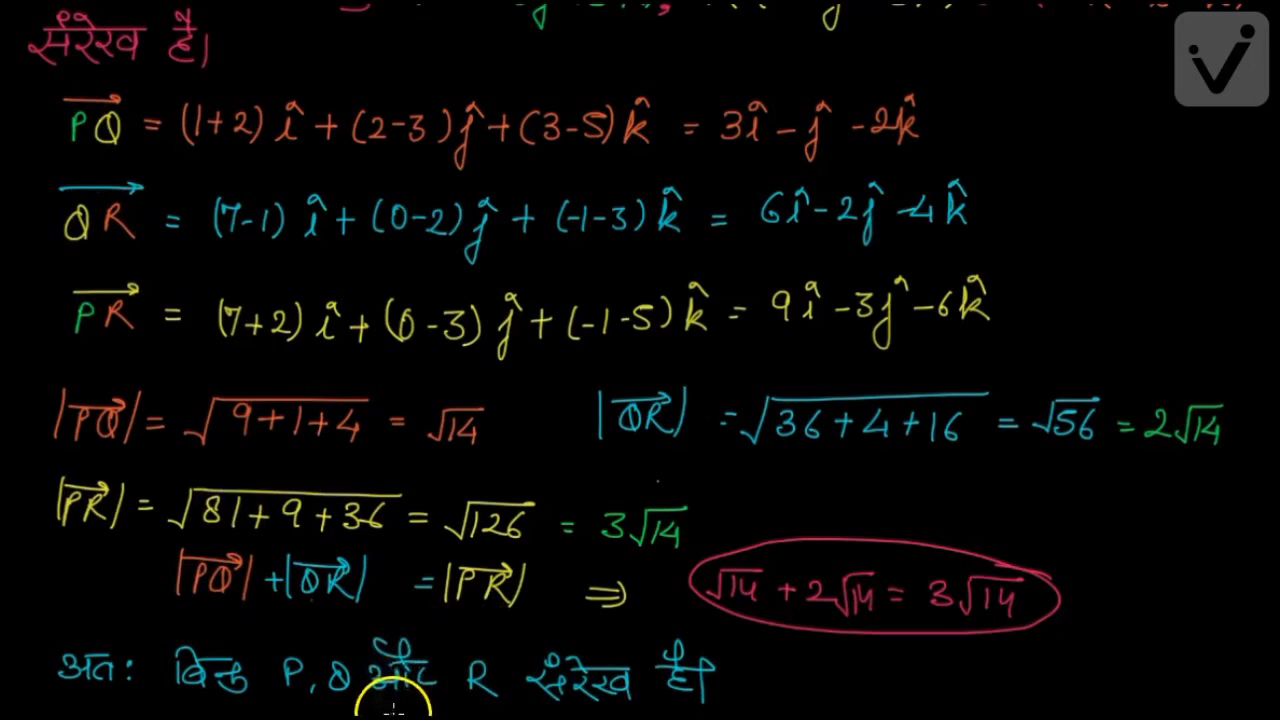 संरेख हैं।
PQ⃗ = (1+2) î + (2-3) ĵ + (3-5) k̂ = 3î - ĵ - 2k̂
QR⃗ = (7-1) î + (0-2) ĵ + (-1-3) k̂ = 6î - 2ĵ - 4k̂
PR⃗ = (7+2) î + (0-3) ĵ + (-1-5) k̂ = 9î - 3ĵ - 6k̂
|PQ⃗| = √(9+1+4) = √14 |QR⃗| = √(36+4+16) = √56 = 2√14
|PR⃗| = √(81+9+36) = √126 = 3√14
|PQ⃗| + |QR⃗| = |PR⃗| ⇒ √14 + 2√14 = 3√14
अतः बिन्दु P, Q और R संरेख हैं।